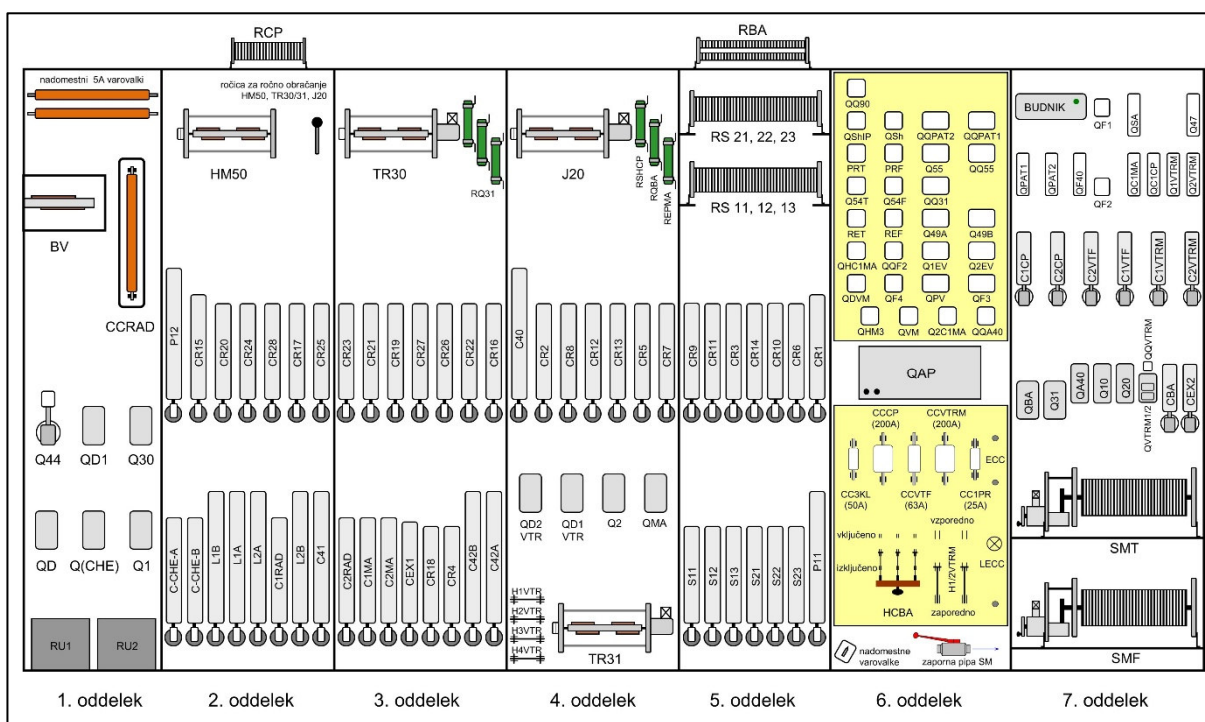 RCP
RBA
nadomestni 5A varovalki
BV
CCRAD
Q44
QD1
Q30
QD
Q(CHE)
Q1
RU1
RU2
1. oddelek
ročica za ročno obračanje
HM50, TR30/31, J20
HM50
P12
CR15
CR20
CR24
CR28
CR17
CR25
C-CHE-A
C-CHE-B
L1B
L1A
L2A
C1RAD
L2B
C41
2. oddelek
TR30
RQ31
CR23
CR21
CR19
CR27
CR26
CR22
CR16
C2RAD
C1MA
C2MA
CEX1
CR18
CR4
C42B
C42A
3. oddelek
J20
RSHCP
RQBA
REPMA
C40
CR2
CR8
CR12
CR13
CR5
CR7
QD2
VTR
QD1
VTR
Q2
QMA
H1VTR
H2VTR
H3VTR
H4VTR
TR31
4. oddelek
RS 21, 22, 23
RS 11, 12, 13
CR9
CR11
CR3
CR14
CR10
CR6
CR1
S11
S12
S13
S21
S22
S23
P11
5. oddelek
QQ90
QShIP
QSh
QQPAT2
QQPAT1
PRT
PRF
Q55
QQ55
Q54T
Q54F
QQ31
RET
REF
Q49A
Q49B
QHC1MA
QQF2
Q1EV
Q2EV
QDVM
QF4
QPV
QF3
QHM3
QVM
Q2C1MA
QQA40
QAP
CCCP
(200A)
CCVTRM
(200A)
ECC
CC3KL
(50A)
CCVTF
(63A)
CC1PR
(25A)
vključeno
vzporedno
izključeno
H1/2VTRM
LECC
HCBA
zaporedno
nadomestne
varovalke
zaporna pipa SM
6. oddelek
BUDNIK
QF1
QSA
Q47
QPAT1
QPAT2
QF40
QF2
QC1MA
QC1CP
Q1VTRM
Q2VTRM
C1CP
C2CP
C2VTF
C1VTF
C1VTRM
C2VTRM
QBA
Q31
QA40
Q10
Q20
QQVTRM
QVTRM1/2
CBA
CEX2
SMT
SMF
7. oddelek